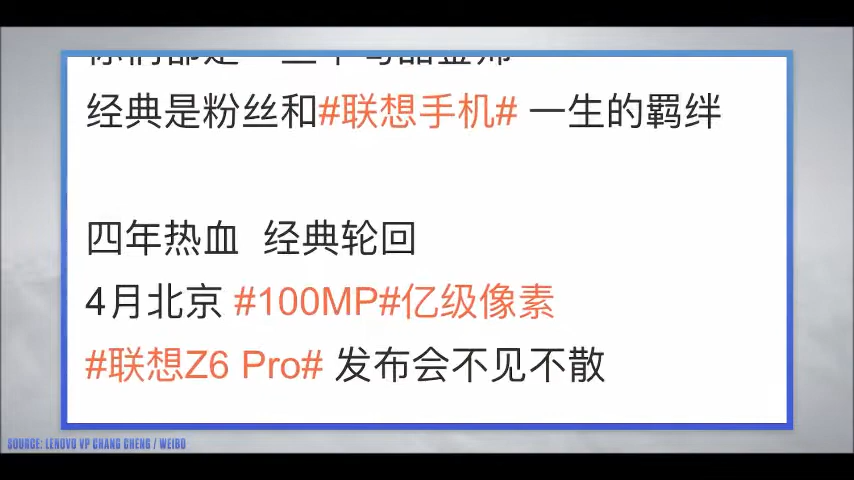 经典是粉丝和#联想手机# 一生的羁绊
四年热血 经典轮回
4月北京 #100MP#亿级像素
#联想Z6 Pro# 发布会不见不散
SOURCE: LENOVO VP CHANG CHENG / WEIBO